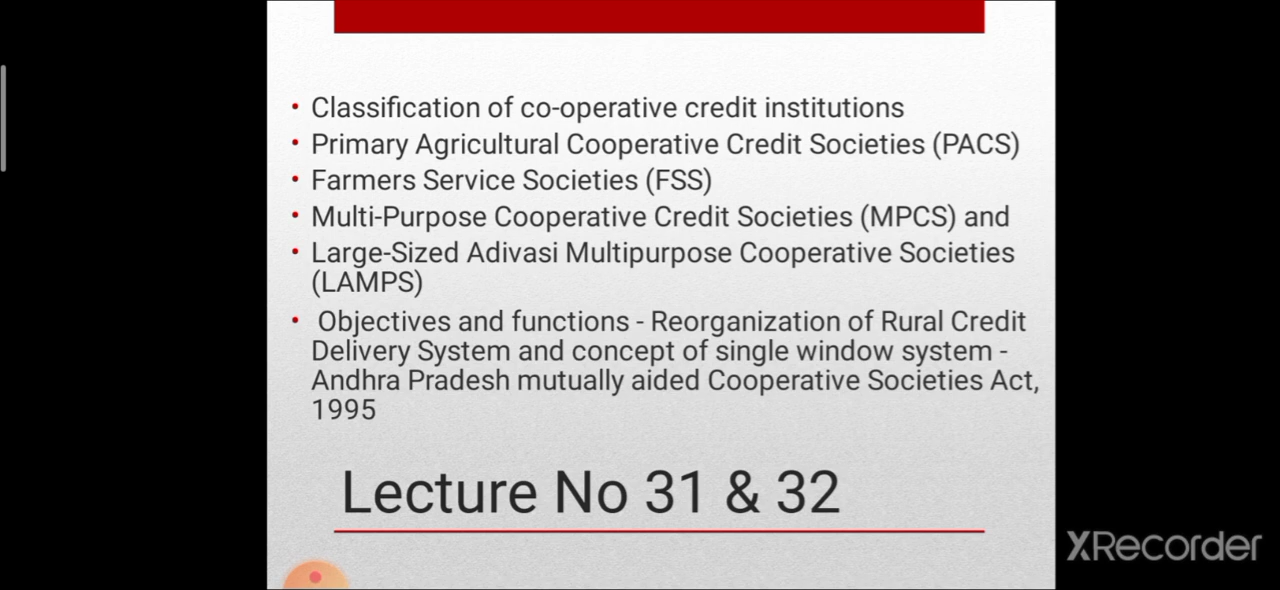 • Classification of co-operative credit institutions
• Primary Agricultural Cooperative Credit Societies (PACS)
• Farmers Service Societies (FSS)
• Multi-Purpose Cooperative Credit Societies (MPCS) and
• Large-Sized Adivasi Multipurpose Cooperative Societies
(LAMPS)
• Objectives and functions - Reorganization of Rural Credit
Delivery System and concept of single window system -
Andhra Pradesh mutually aided Cooperative Societies Act,
1995
Lecture No 31 & 32
XRecorder